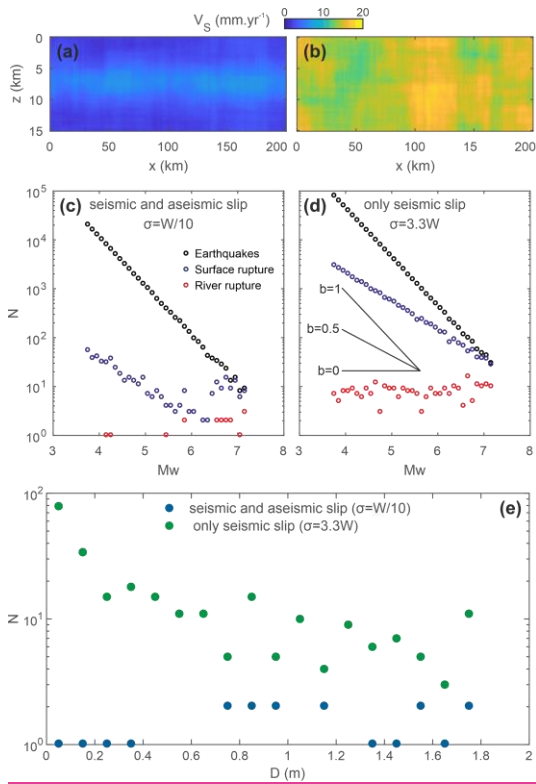 V_S (mm.yr⁻¹)
0 10 20
(a)
(b)
z (km)
0
5
10
15
0 50 100 150 200
x (km)
0 50 100 150 200
x (km)
(c)
seismic and aseismic slip
σ=W/10
Earthquakes
Surface rupture
River rupture
N
10⁵
10⁴
10³
10²
10¹
10⁰
3 4 5 6 7 8
Mw
(d)
only seismic slip
σ=3.3W
b=1
b=0.5
b=0
3 4 5 6 7 8
Mw
(e)
seismic and aseismic slip (σ=W/10)
only seismic slip (σ=3.3W)
N
10²
10¹
10⁰
0 0.2 0.4 0.6 0.8 1 1.2 1.4 1.6 1.8 2
D (m)